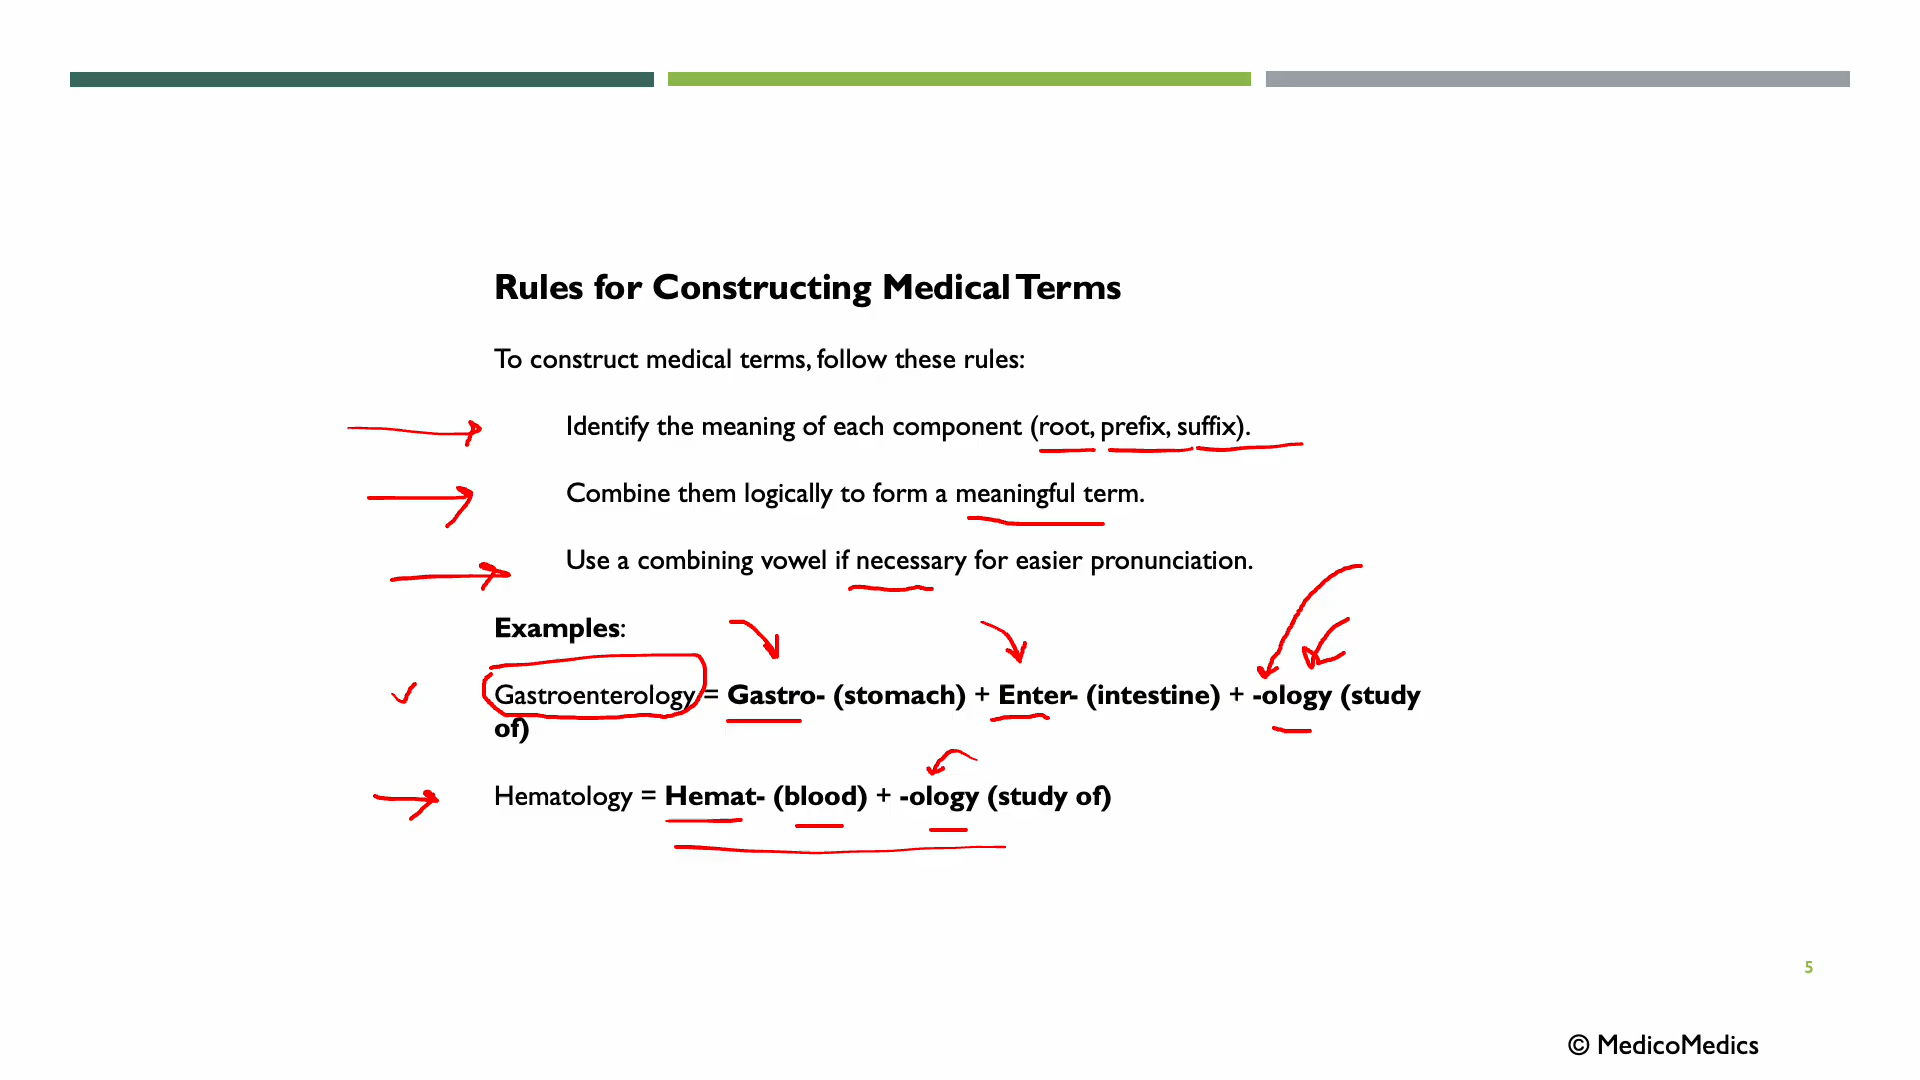 Rules for Constructing Medical Terms
To construct medical terms, follow these rules:
Identify the meaning of each component (root, prefix, suffix).
Combine them logically to form a meaningful term.
Use a combining vowel if necessary for easier pronunciation.
Examples:
Gastroenterology = Gastro- (stomach) + Enter- (intestine) + -ology (study
of)
Hematology = Hemat- (blood) + -ology (study of)
5
© MedicoMedics